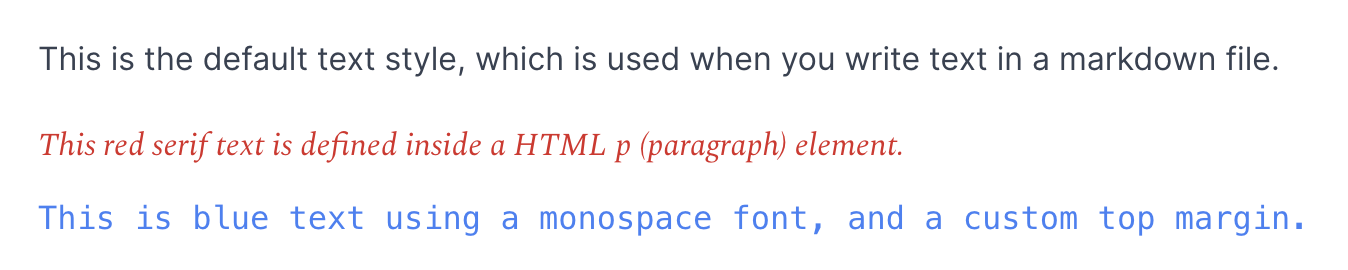 This is the default text style, which is used when you write text in a markdown file.
This red serif text is defined inside a HTML p (paragraph) element.
This is blue text using a monospace font, and a custom top margin.